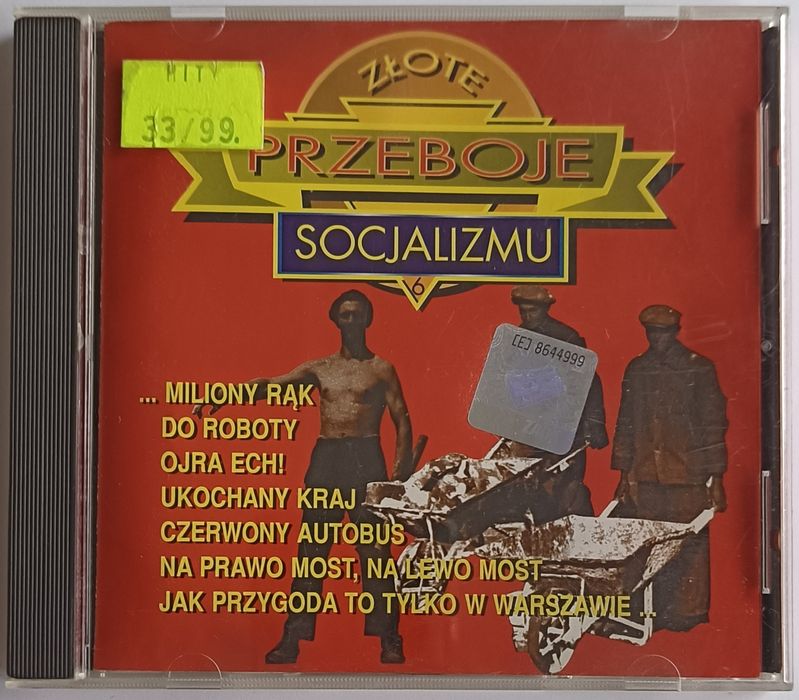 HITY
33/99.
ZŁOTE
PRZEBOJE
SOCJALIZMU
6
[CE] 8644999
... MILIONY RĄK
DO ROBOTY
OJRA ECH!
UKOCHANY KRAJ
CZERWONY AUTOBUS
NA PRAWO MOST, NA LEWO MOST
JAK PRZYGODA TO TYLKO W WARSZAWIE ...